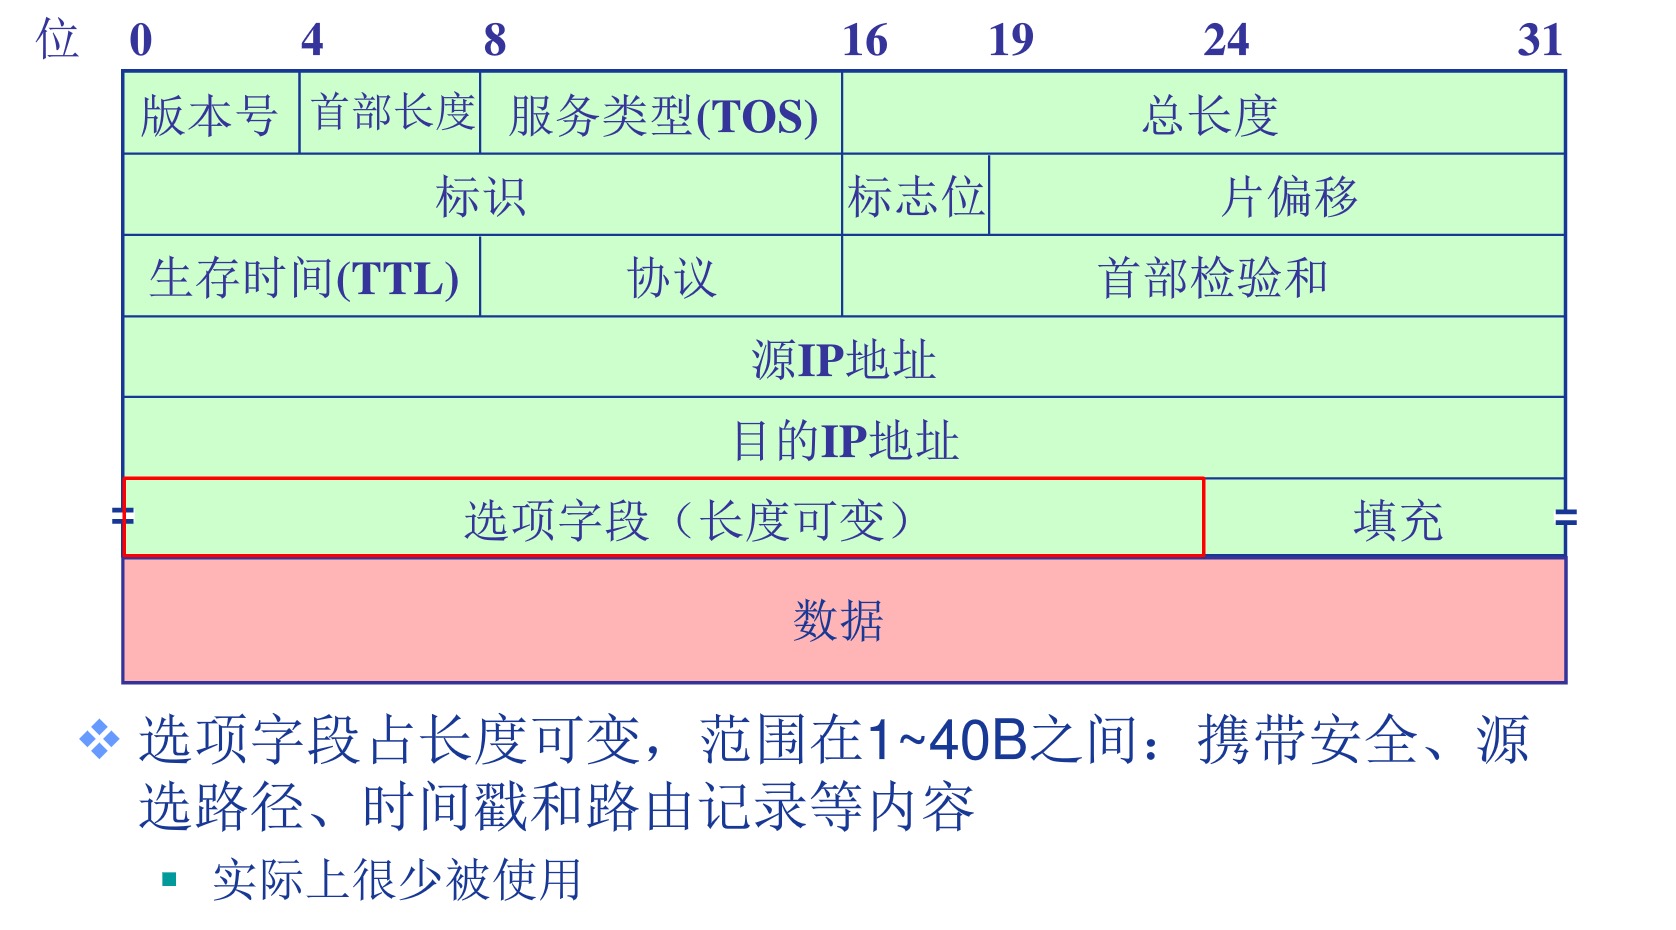 位 0 4 8 16 19 24 31
版本号 首部长度 服务类型(TOS) 总长度
标识 标志位 片偏移
生存时间(TTL) 协议 首部检验和
源IP地址
目的IP地址
选项字段（长度可变） 填充
数据
选项字段占长度可变，范围在1~40B之间：携带安全、源
选路径、时间戳和路由记录等内容
实际上很少被使用